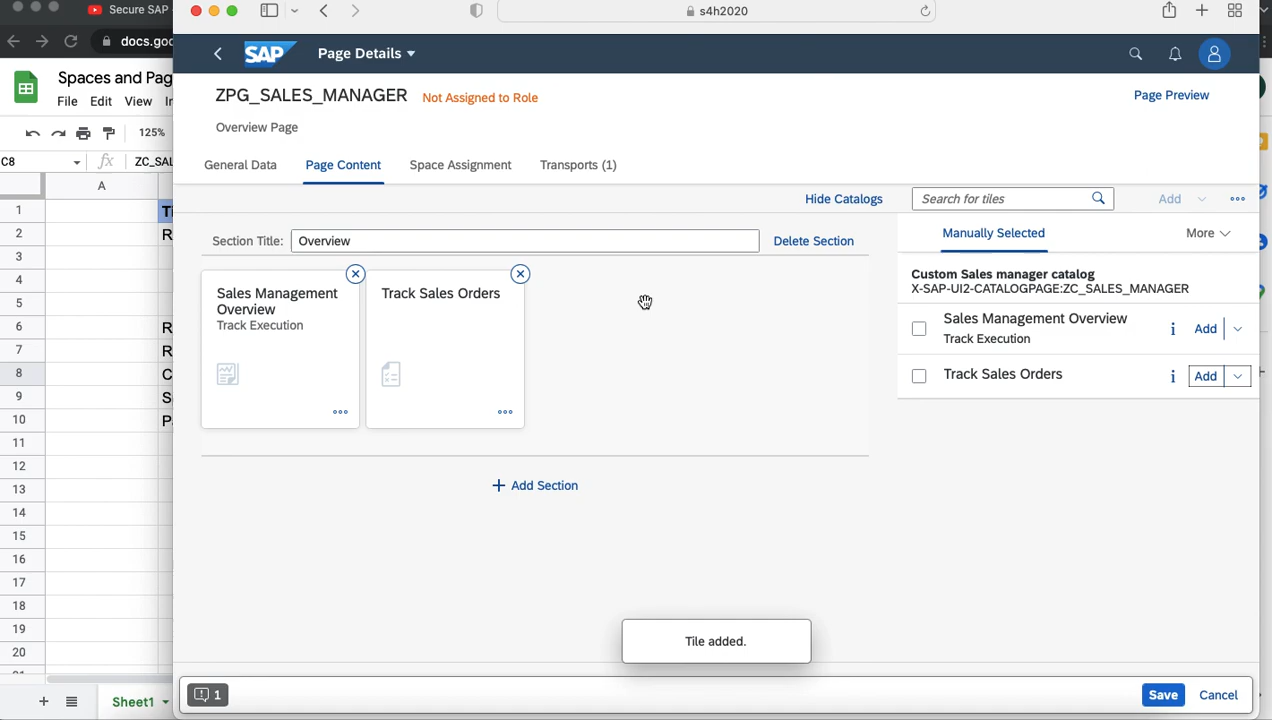 Secure SAP
s4h2020
docs.goo
SAP
Page Details
Spaces and Pag
File Edit View
125%
C8
fx
ZC_SAL
A
1
2
3
4
5
6
7
8
9
10
11
12
13
14
15
16
17
18
19
20
Sheet1
ZPG_SALES_MANAGER
Not Assigned to Role
Page Preview
Overview Page
General Data
Page Content
Space Assignment
Transports (1)
Hide Catalogs
Search for tiles
Add
Section Title:
Overview
Delete Section
Manually Selected
More
Sales Management
Overview
Track Execution
Track Sales Orders
Custom Sales manager catalog
X-SAP-UI2-CATALOGPAGE:ZC_SALES_MANAGER
Sales Management Overview
Track Execution
i
Add
Track Sales Orders
i
Add
+ Add Section
Tile added.
1
Save
Cancel